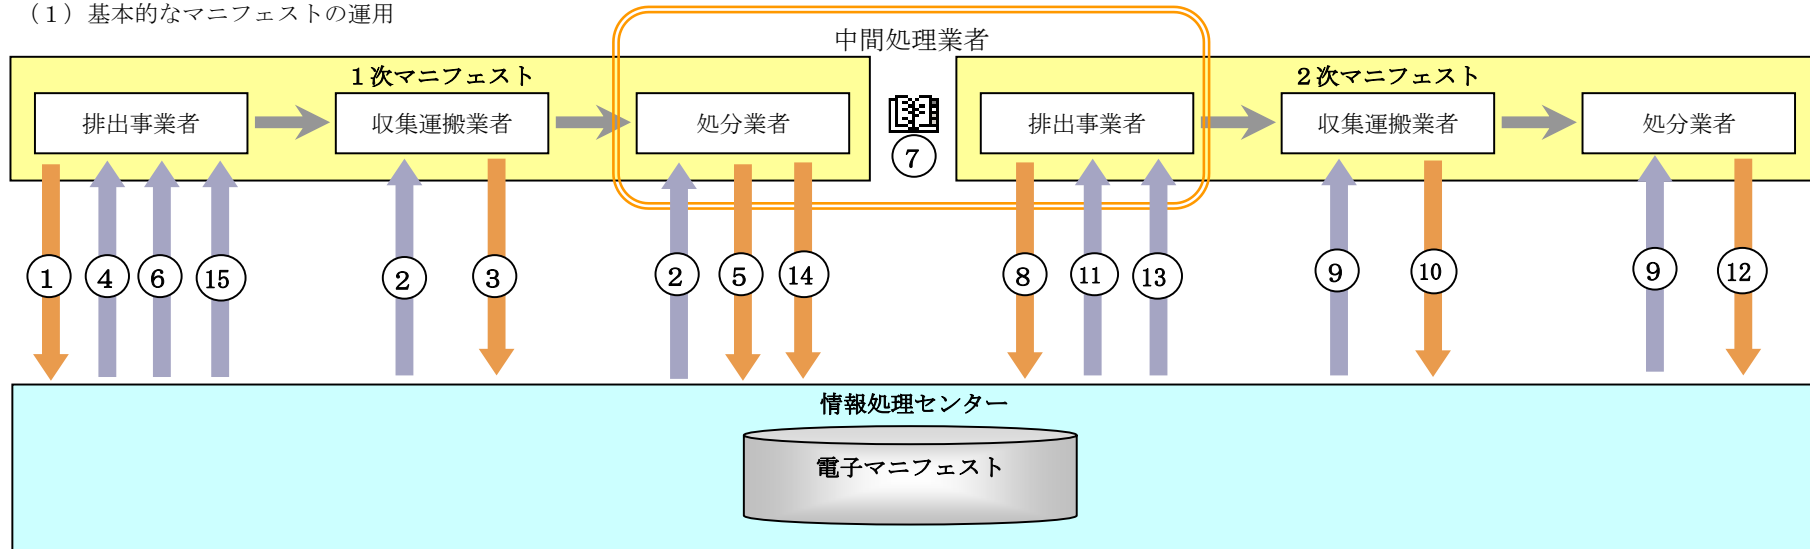 （１）基本的なマニフェストの運用
中間処理業者
１次マニフェスト
２次マニフェスト
排出事業者
収集運搬業者
処分業者
⑦
排出事業者
収集運搬業者
処分業者
①
④
⑥
⑮
②
③
②
⑤
⑭
⑧
⑪
⑬
⑨
⑩
⑨
⑫
情報処理センター
電子マニフェスト